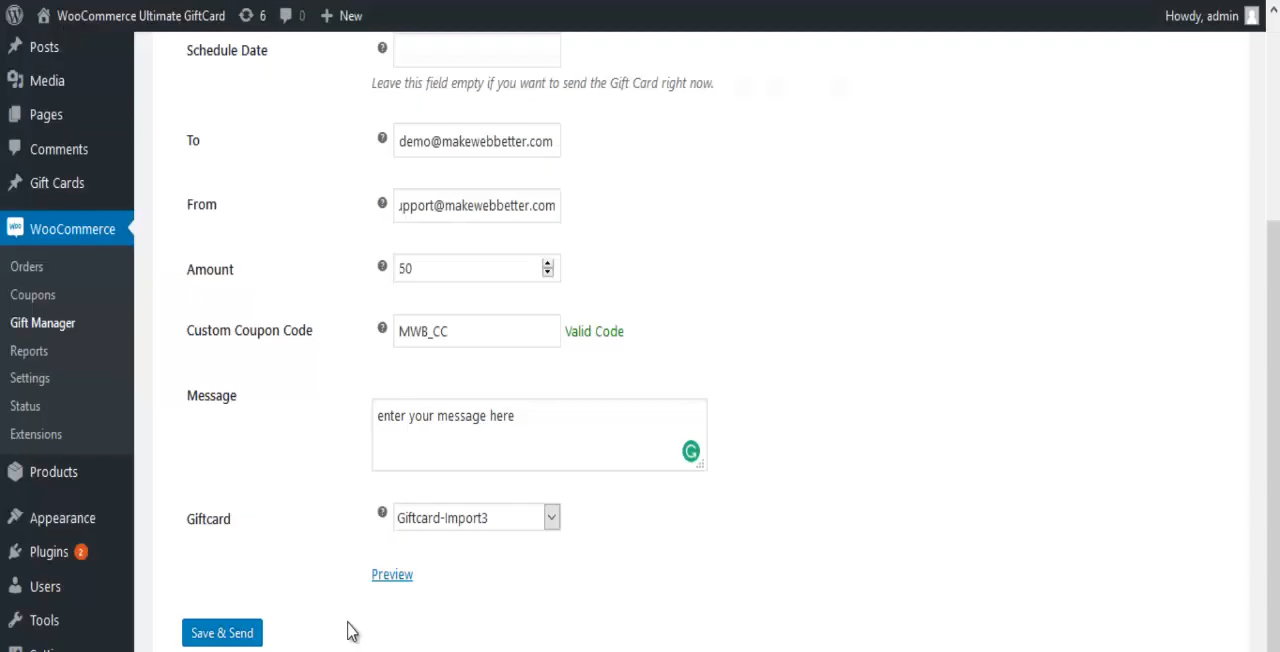 WooCommerce Ultimate GiftCard 6 0 New Howdy, admin
Posts
Media
Pages
Comments
Gift Cards
WooCommerce
Orders
Coupons
Gift Manager
Reports
Settings
Status
Extensions
Products
Appearance
Plugins 2
Users
Tools
Schedule Date
Leave this field empty if you want to send the Gift Card right now.
To demo@makewebbetter.com
From upport@makewebbetter.com
Amount 50
Custom Coupon Code MWB_CC Valid Code
Message
enter your message here
Giftcard Giftcard-Import3
Preview
Save & Send